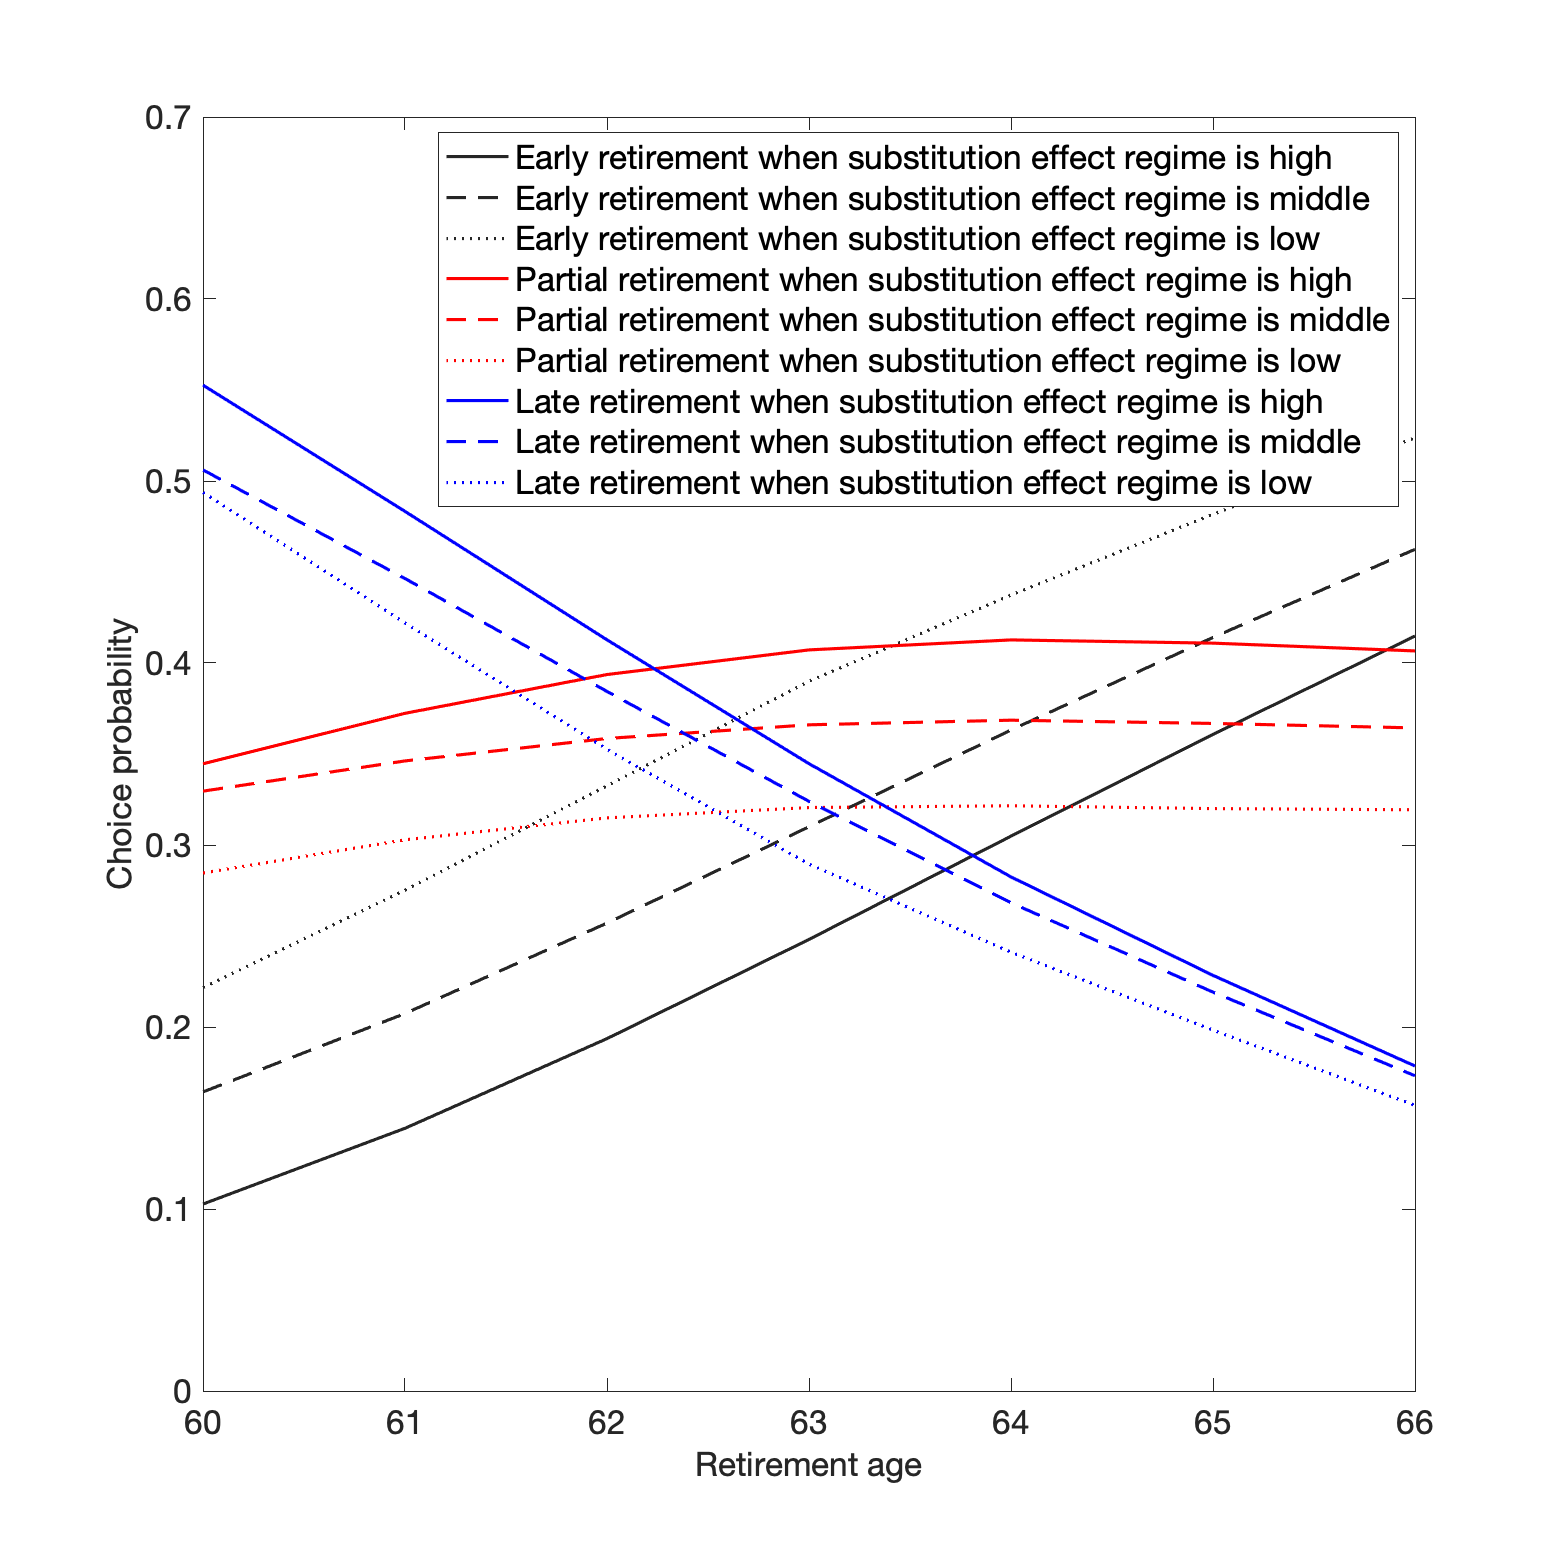 0.7
0.6
0.5
0.4
0.3
0.2
0.1
0
Choice probability
Early retirement when substitution effect regime is high
Early retirement when substitution effect regime is middle
Early retirement when substitution effect regime is low
Partial retirement when substitution effect regime is high
Partial retirement when substitution effect regime is middle
Partial retirement when substitution effect regime is low
Late retirement when substitution effect regime is high
Late retirement when substitution effect regime is middle
Late retirement when substitution effect regime is low
60 61 62 63 64 65 66
Retirement age